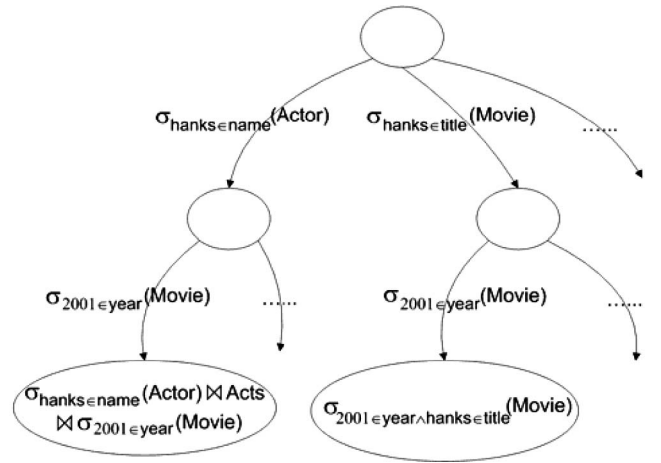 σhanks∈name(Actor)
σhanks∈title(Movie)
......
σ2001∈year(Movie)
......
σ2001∈year(Movie)
......
σhanks∈name(Actor)⋈Acts
⋈σ2001∈year(Movie)
σ2001∈year∧hanks∈title(Movie)